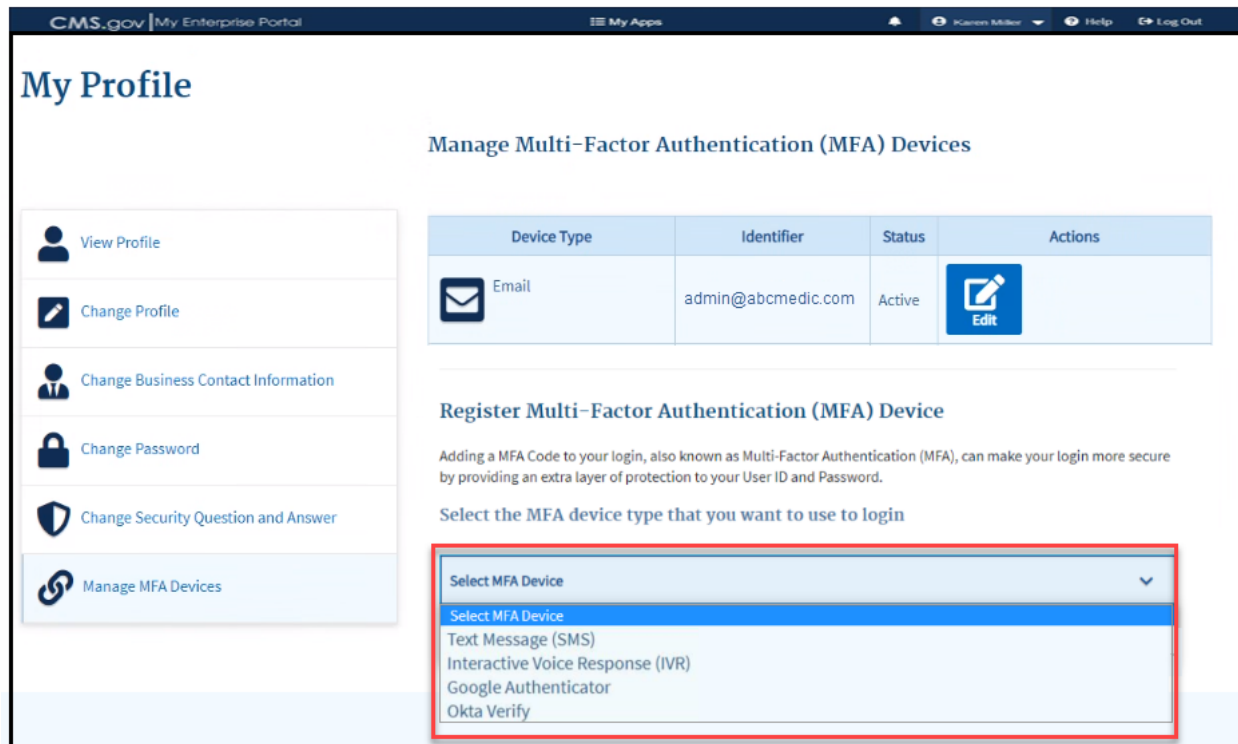 CMS.gov My Enterprise Portal
My Apps
Karen Miller
Help
Log Out
My Profile
Manage Multi-Factor Authentication (MFA) Devices
View Profile
Change Profile
Change Business Contact Information
Change Password
Change Security Question and Answer
Manage MFA Devices
Device Type Identifier Status Actions
Email admin@abcmedic.com Active Edit
Register Multi-Factor Authentication (MFA) Device
Adding a MFA Code to your login, also known as Multi-Factor Authentication (MFA), can make your login more secure
by providing an extra layer of protection to your User ID and Password.
Select the MFA device type that you want to use to login
Select MFA Device
Select MFA Device
Text Message (SMS)
Interactive Voice Response (IVR)
Google Authenticator
Okta Verify